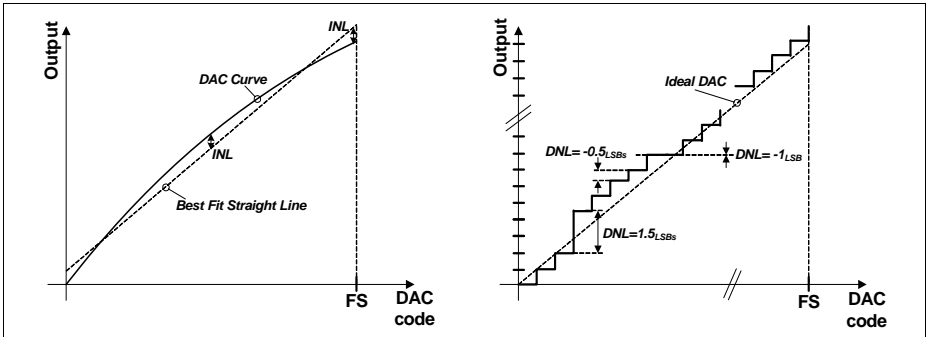 Output
INL
DAC Curve
INL
Best Fit Straight Line
FS
DAC
code
Output
Ideal DAC
DNL= -0.5LSBs
DNL= -1LSB
DNL=1.5LSBs
FS
DAC
code